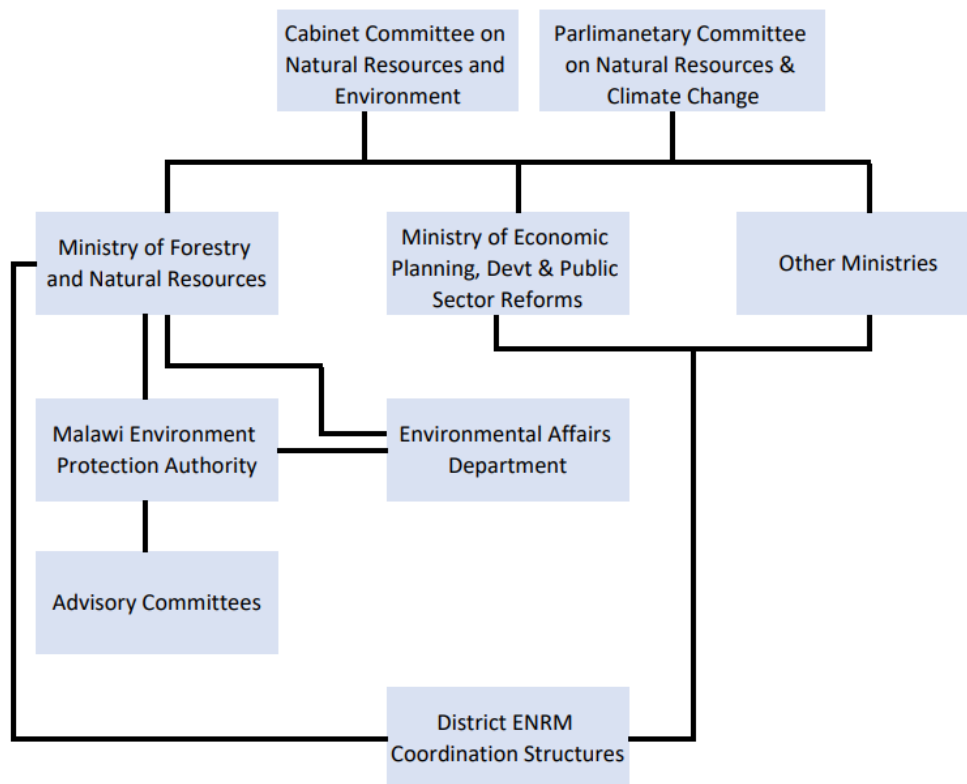 Cabinet Committee on
Natural Resources and
Environment
Parlimanetary Committee
on Natural Resources &
Climate Change
Ministry of Forestry
and Natural Resources
Ministry of Economic
Planning, Devt & Public
Sector Reforms
Other Ministries
Malawi Environment
Protection Authority
Environmental Affairs
Department
Advisory Committees
District ENRM
Coordination Structures